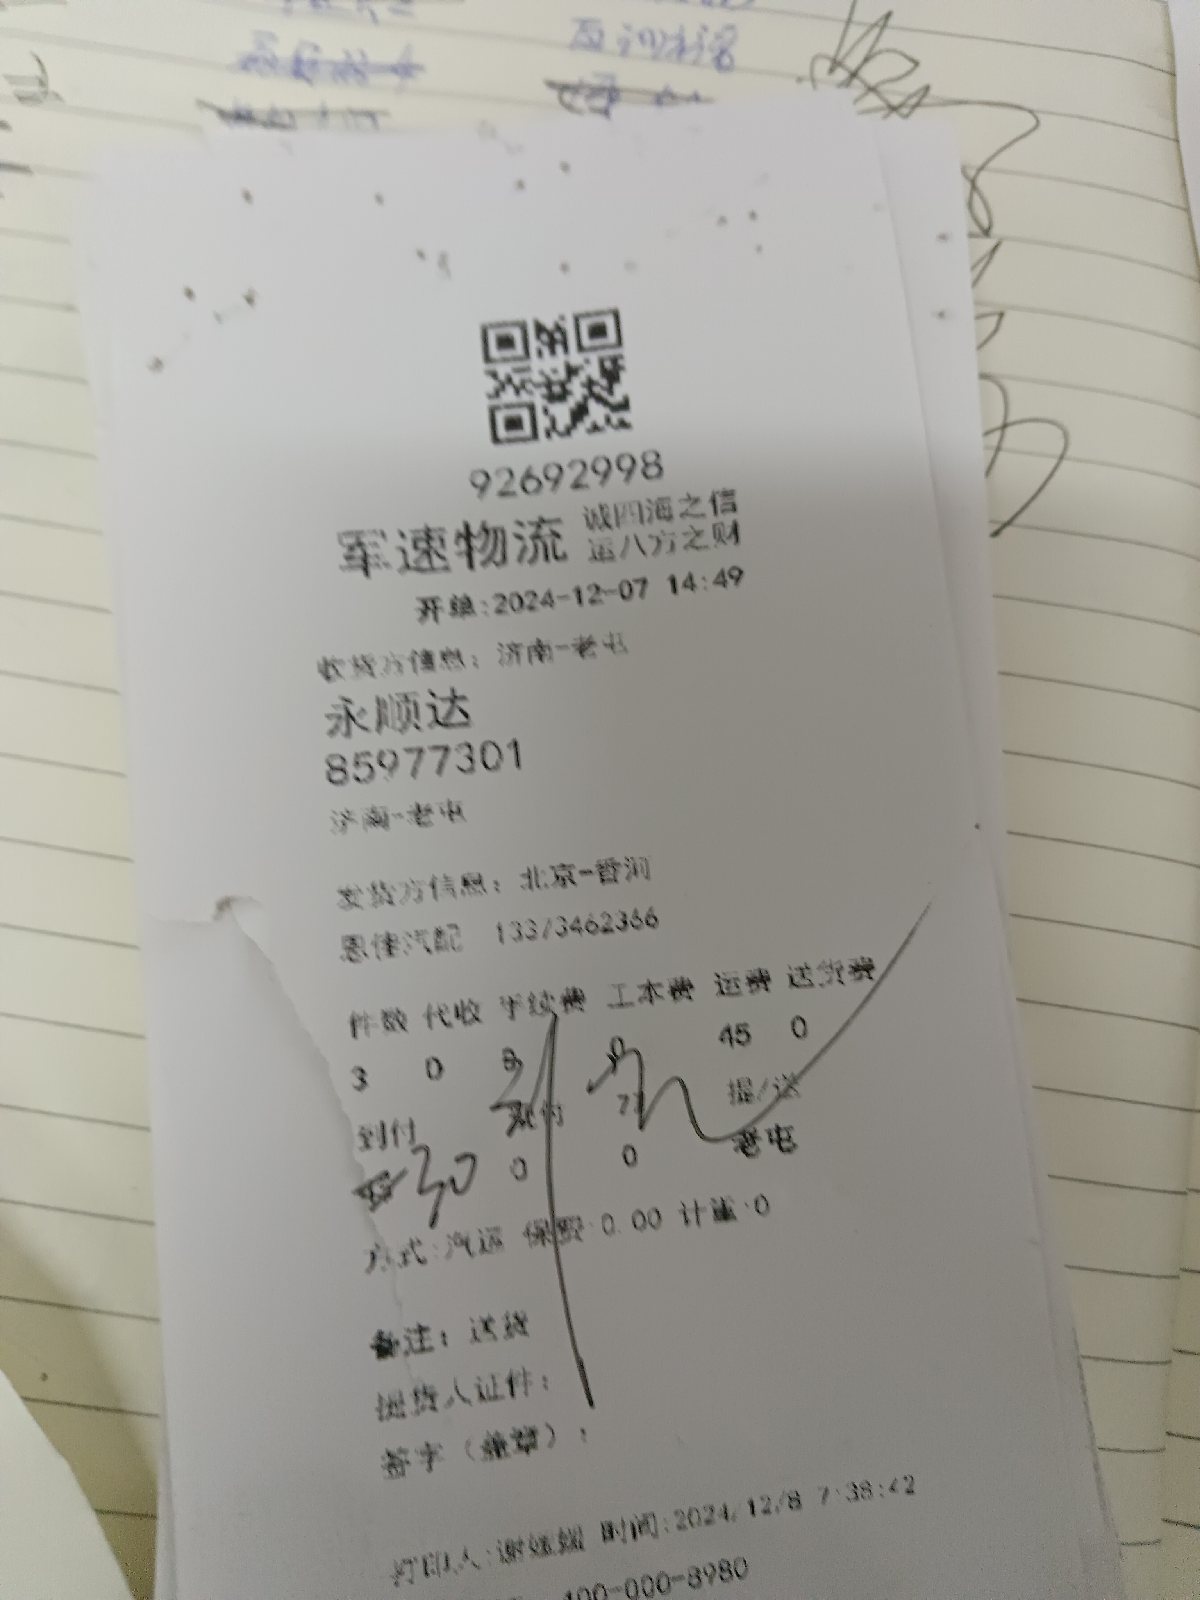 92692998
军速物流 诚四海之信
运八方之财
开单:2024-12-07 14:49
收货方信息: 济南-老屯
永顺达
85977301
济南-老屯
发货方信息: 北京-香河
恩佳汽配 13373462366
件数 代收 手续费 工本费 运费 送货费
3 0 0 45 0
到付 提/送
30 0 0 老屯
方式:汽运 保费:0.00 计重:0
备注: 送货
提货人证件:
签字（盖章）:
打印人:谢 时间:2024/12/8 7:38:42
400-000-8980